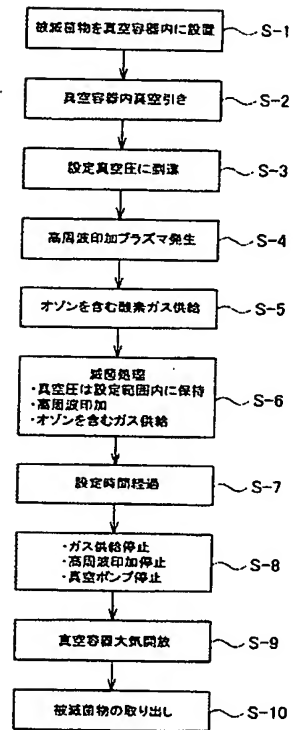 被滅菌物を真空容器内に設置 S-1
真空容器内真空引き S-2
設定真空圧に到達 S-3
高周波印加プラズマ発生 S-4
オゾンを含む酸素ガス供給 S-5
滅菌処理
・真空圧は設定範囲内に保持
・高周波印加
・オゾンを含むガス供給 S-6
設定時間経過 S-7
・ガス供給停止
・高周波印加停止
・真空ポンプ停止 S-8
真空容器大気開放 S-9
被滅菌物の取り出し S-10